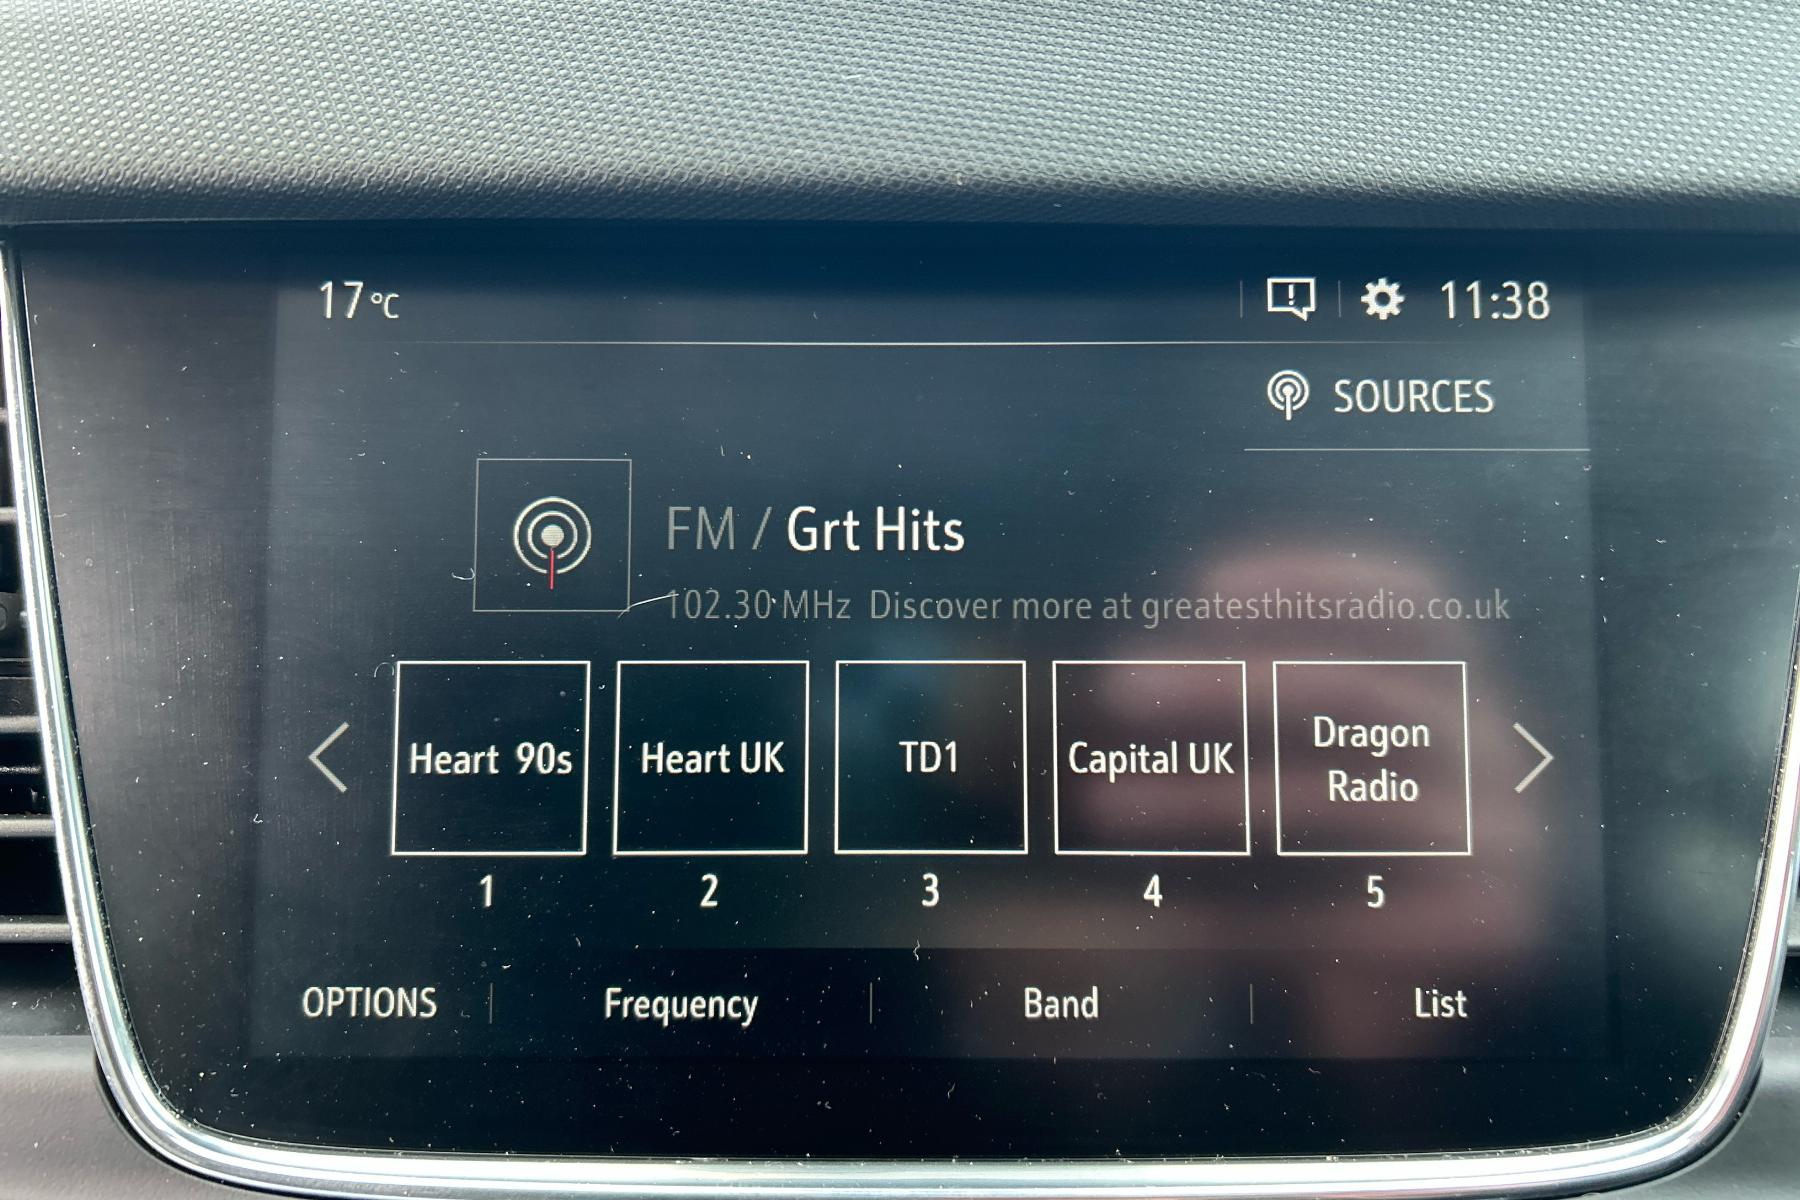 17 °C 11:38
SOURCES
FM / Grt Hits
102.30 MHz Discover more at greatesthitsradio.co.uk
Heart 90s
Heart UK
TD1
Capital UK
Dragon
Radio
1 2 3 4 5
OPTIONS Frequency Band List